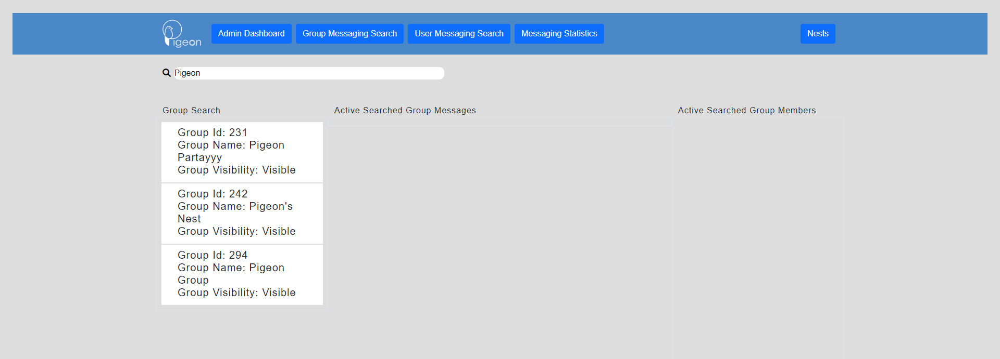 Pigeon
Admin Dashboard
Group Messaging Search
User Messaging Search
Messaging Statistics
Nests
Pigeon
Group Search
Active Searched Group Messages
Active Searched Group Members
Group Id: 231
Group Name: Pigeon
Partayyy
Group Visibility: Visible
Group Id: 242
Group Name: Pigeon's
Nest
Group Visibility: Visible
Group Id: 294
Group Name: Pigeon
Group
Group Visibility: Visible